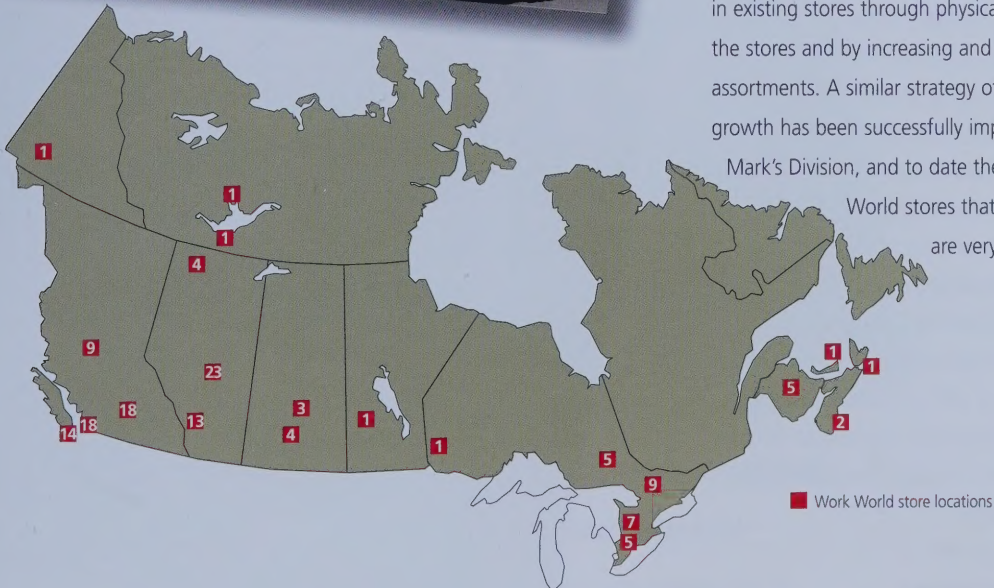 in existing stores through physica
the stores and by increasing and
assortments. A similar strategy o
growth has been successfully imp
Mark's Division, and to date the
World stores that
are very
1
1
1
4
9
23
18
13
18
14
3
4
1
1
5
9
7
5
1
1
5
2
Work World store locations